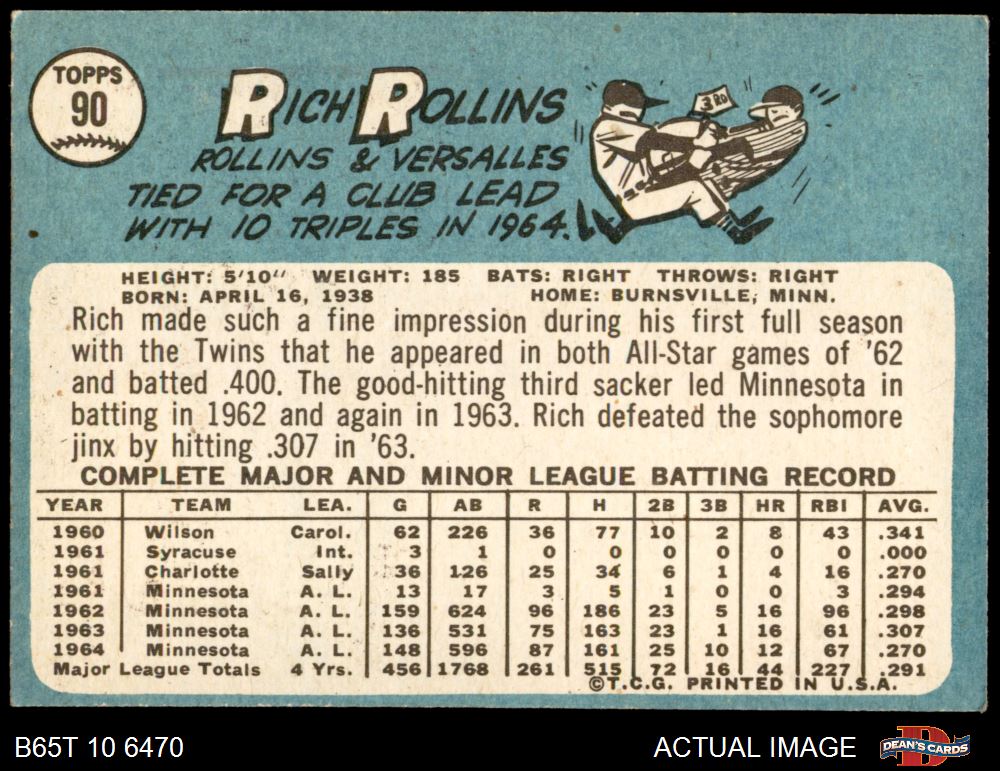 TOPPS
90
RICH ROLLINS
ROLLINS & VERSALLES
TIED FOR A CLUB LEAD
WITH 10 TRIPLES IN 1964.
3RD
HEIGHT: 5'10" WEIGHT: 185 BATS: RIGHT THROWS: RIGHT
BORN: APRIL 16, 1938 HOME: BURNSVILLE, MINN.
Rich made such a fine impression during his first full season
with the Twins that he appeared in both All-Star games of '62
and batted .400. The good-hitting third sacker led Minnesota in
batting in 1962 and again in 1963. Rich defeated the sophomore
jinx by hitting .307 in '63.
COMPLETE MAJOR AND MINOR LEAGUE BATTING RECORD
YEAR TEAM LEA. G AB R H 2B 3B HR RBI AVG.
1960 Wilson Carol. 62 226 36 77 10 2 8 43 .341
1961 Syracuse Int. 3 1 0 0 0 0 0 0 .000
1961 Charlotte Sally 36 126 25 34 6 1 4 16 .270
1961 Minnesota A. L. 13 17 3 5 1 0 0 3 .294
1962 Minnesota A. L. 159 624 96 186 23 5 16 96 .298
1963 Minnesota A. L. 136 531 75 163 23 1 16 61 .307
1964 Minnesota A. L. 148 596 87 161 25 10 12 67 .270
Major League Totals 4 Yrs. 456 1768 261 515 72 16 44 227 .291
©T.C.G. PRINTED IN U.S.A.
B65T 10 6470
ACTUAL IMAGE
DEAN'S CARDS